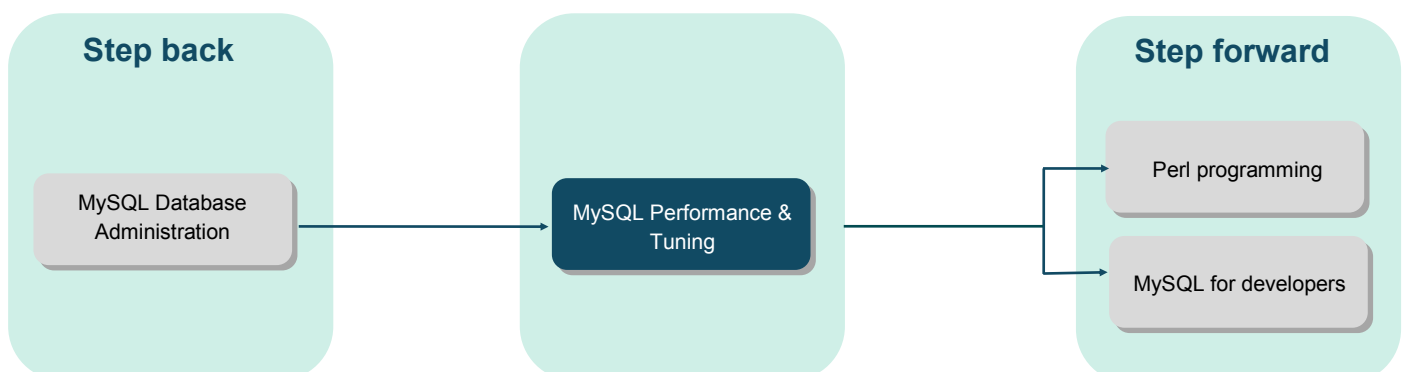 Step back
MySQL Database
Administration
MySQL Performance &
Tuning
Step forward
Perl programming
MySQL for developers